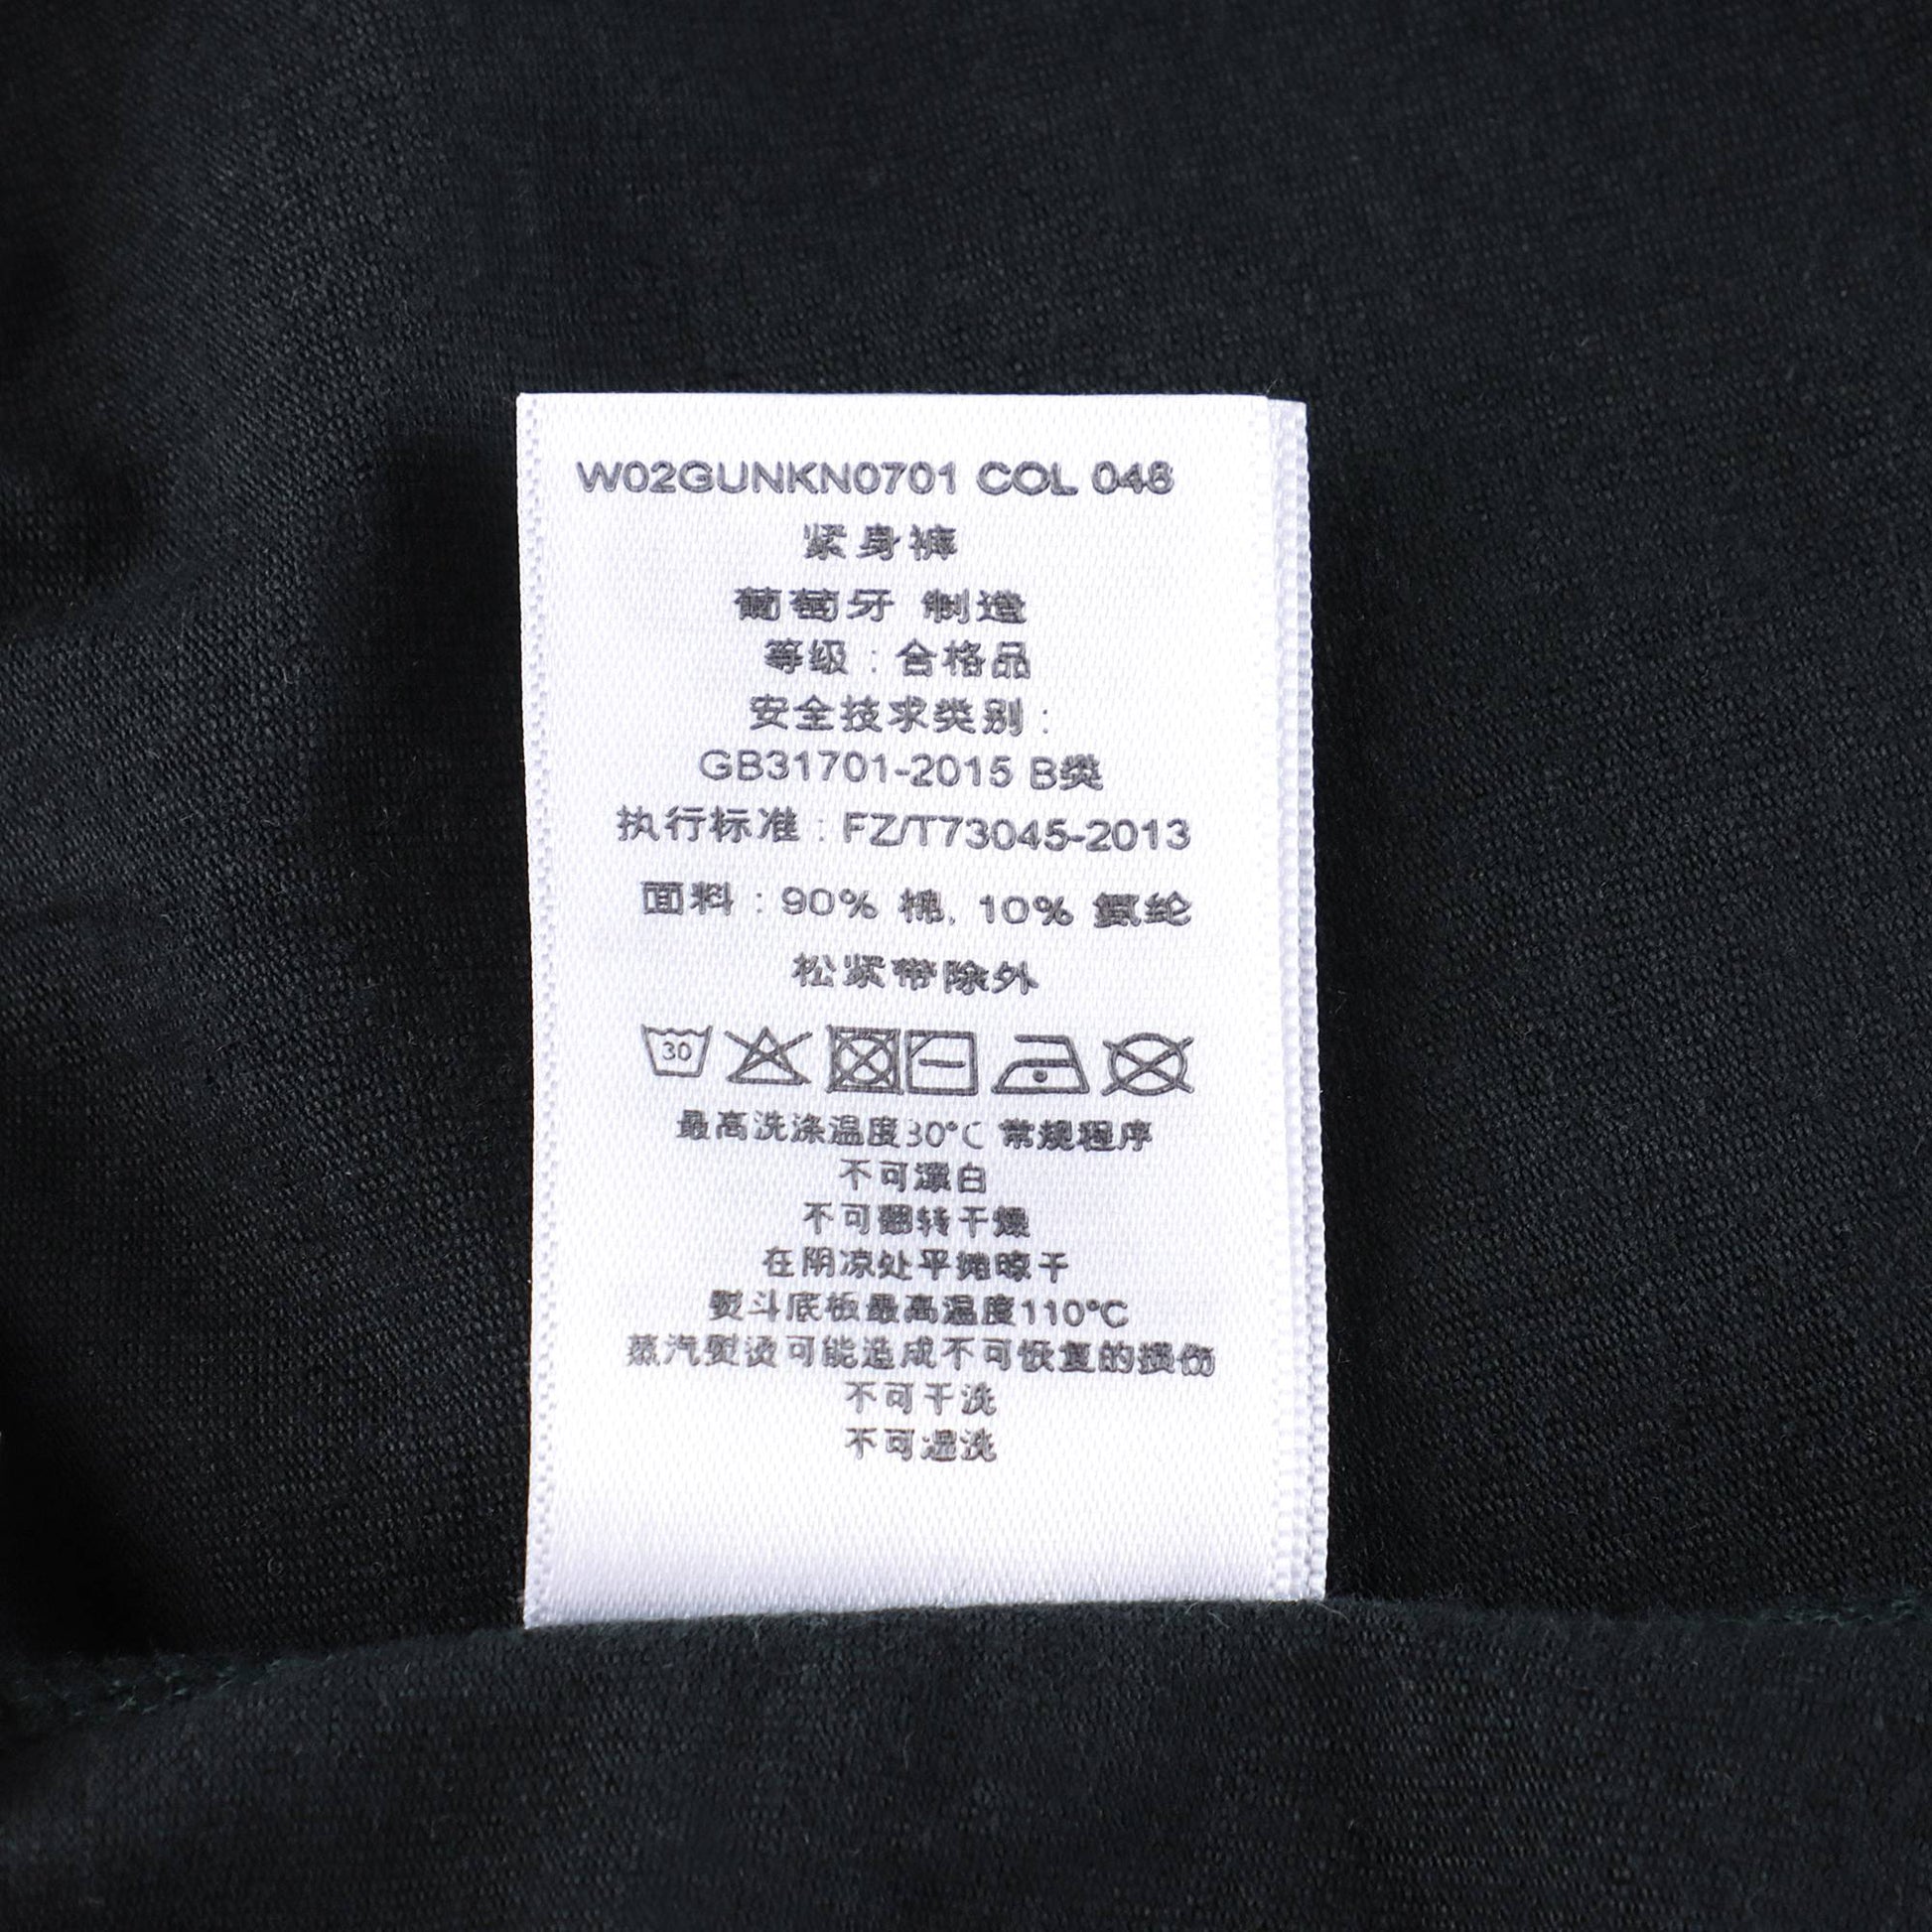 W02GUNKN0701 COL 048
紧身裤
葡萄牙 制造
等级：合格品
安全技求类别：
GB31701-2015 B类
执行标准：FZ/T73045-2013
面料：90% 棉, 10% 氨纶
松紧带除外
30
最高洗涤温度30°C 常规程序
不可漂白
不可翻转干燥
在阴凉处平摊晾干
熨斗底板最高温度110°C
蒸汽熨烫可能造成不可恢复的损伤
不可干洗
不可湿洗